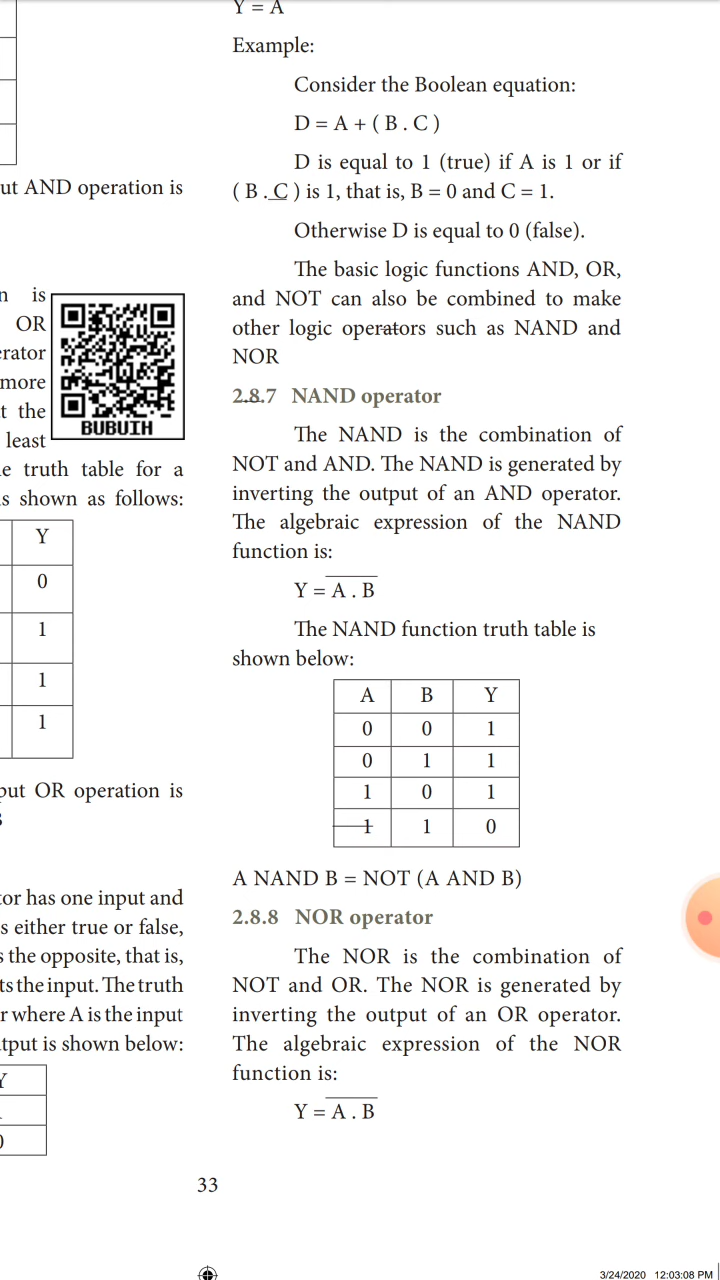 ut AND operation is
n is
OR
erator
more
t the
least
BUBUIH
e truth table for a
s shown as follows:
Y
0
1
1
1
put OR operation is
tor has one input and
s either true or false,
s the opposite, that is,
ts the input. The truth
r where A is the input
tput is shown below:
Y
0
Y = A
Example:
Consider the Boolean equation:
D = A + ( B . C )
D is equal to 1 (true) if A is 1 or if
( B . C ) is 1, that is, B = 0 and C = 1.
Otherwise D is equal to 0 (false).
The basic logic functions AND, OR,
and NOT can also be combined to make
other logic operators such as NAND and
NOR
2.8.7 NAND operator
The NAND is the combination of
NOT and AND. The NAND is generated by
inverting the output of an AND operator.
The algebraic expression of the NAND
function is:
Y = A . B
The NAND function truth table is
shown below:
A B Y
0 0 1
0 1 1
1 0 1
1 1 0
A NAND B = NOT (A AND B)
2.8.8 NOR operator
The NOR is the combination of
NOT and OR. The NOR is generated by
inverting the output of an OR operator.
The algebraic expression of the NOR
function is:
Y = A . B
33
3/24/2020 12:03:08 PM